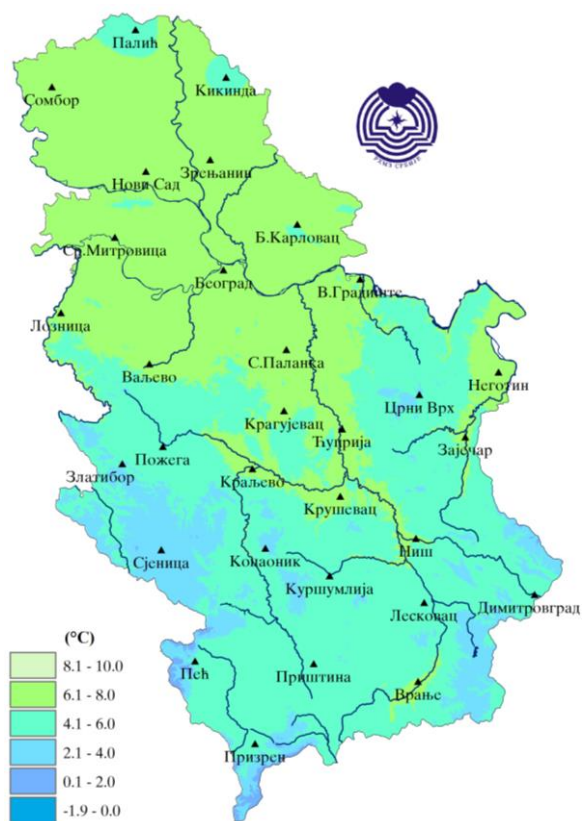 Палић
Кикинда
Сомбор
Зрењанин
Нови Сад
РХМЗ СРБИЈЕ
Б.Карловац
Ср.Митровица
Београд
В.Градиште
Лозница
С.Паланка
Ваљево
Неготин
Црни Врх
Крагујевац
Ћуприја
Зајечар
Пожега
Златибор
Краљево
Крушевац
Ниш
Сјеница
Копаоник
Куршумлија
Димитровград
Лесковац
(°C)
8.1 - 10.0
6.1 - 8.0
4.1 - 6.0
2.1 - 4.0
0.1 - 2.0
-1.9 - 0.0
Пећ
Приштина
Врање
Призрен